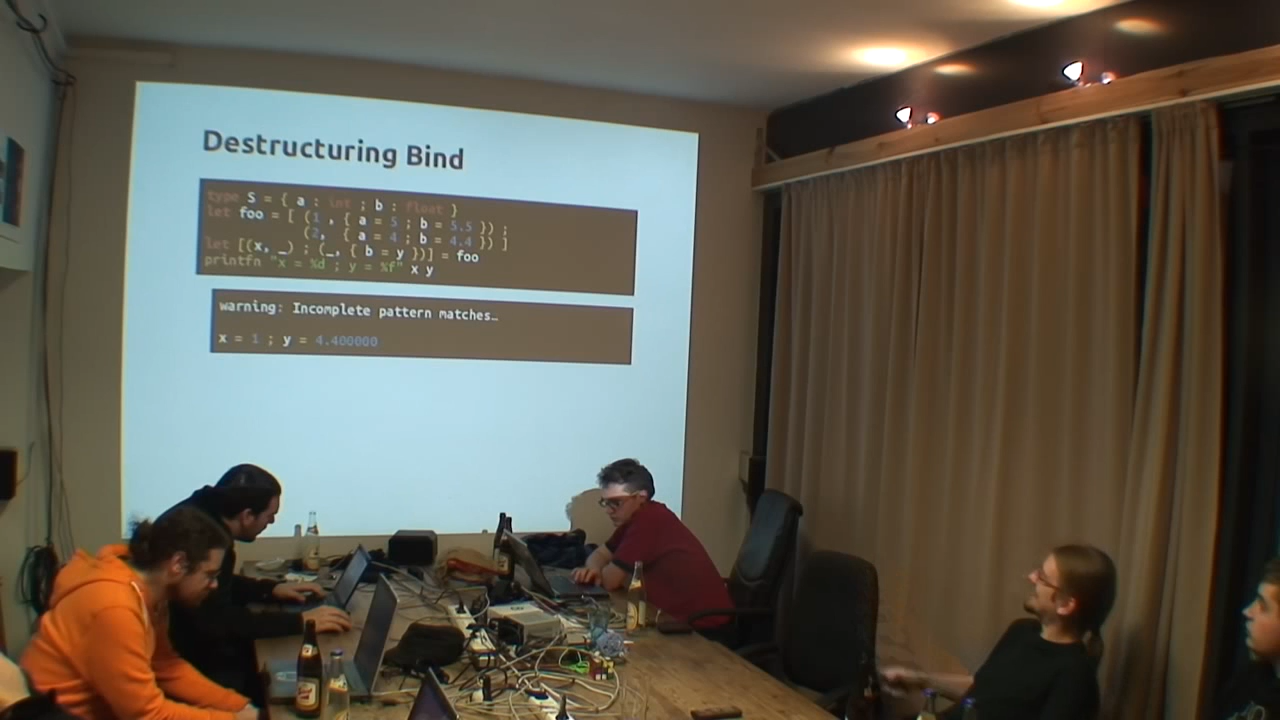 Destructuring Bind
type S = { a : int ; b : float }
let foo = [ (1 , { a = 5 ; b = 5.5 }) ;
(2, { a = 4 ; b = 4.4 }) ]
let [(x, _) ; (_, { b = y })] = foo
printfn "x = %d ; y = %f" x y
warning: Incomplete pattern matches…
x = 1 ; y = 4.400000